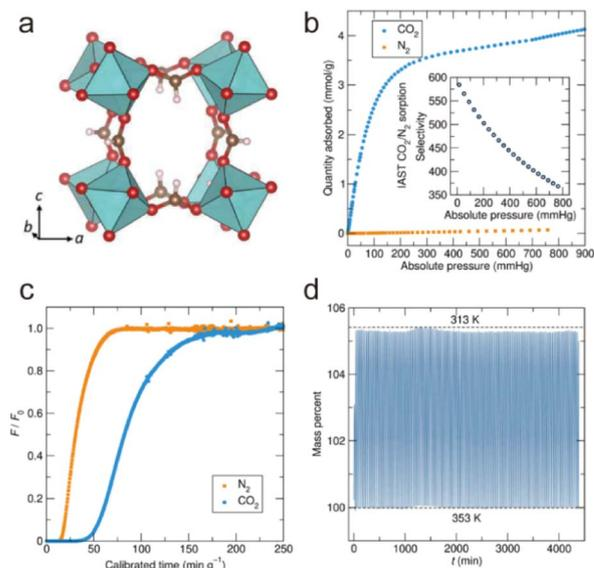 a
c
b
a
b
CO2
N2
Quantity adsorbed (mmol/g)
5
4
3
2
1
0
0 100 200 300 400 500 600 700 800 900
Absolute pressure (mmHg)
IAST CO2/N2 sorption
Selectivity
600
550
500
450
400
350
0 200 400 600 800
Absolute pressure (mmHg)
c
F / F0
1.0
0.8
0.6
0.4
0.2
0
0 50 100 150 200 250
Calibrated time (min g−1)
N2
CO2
d
Mass percent
106
104
102
100
313 K
353 K
0 1000 2000 3000 4000
t (min)